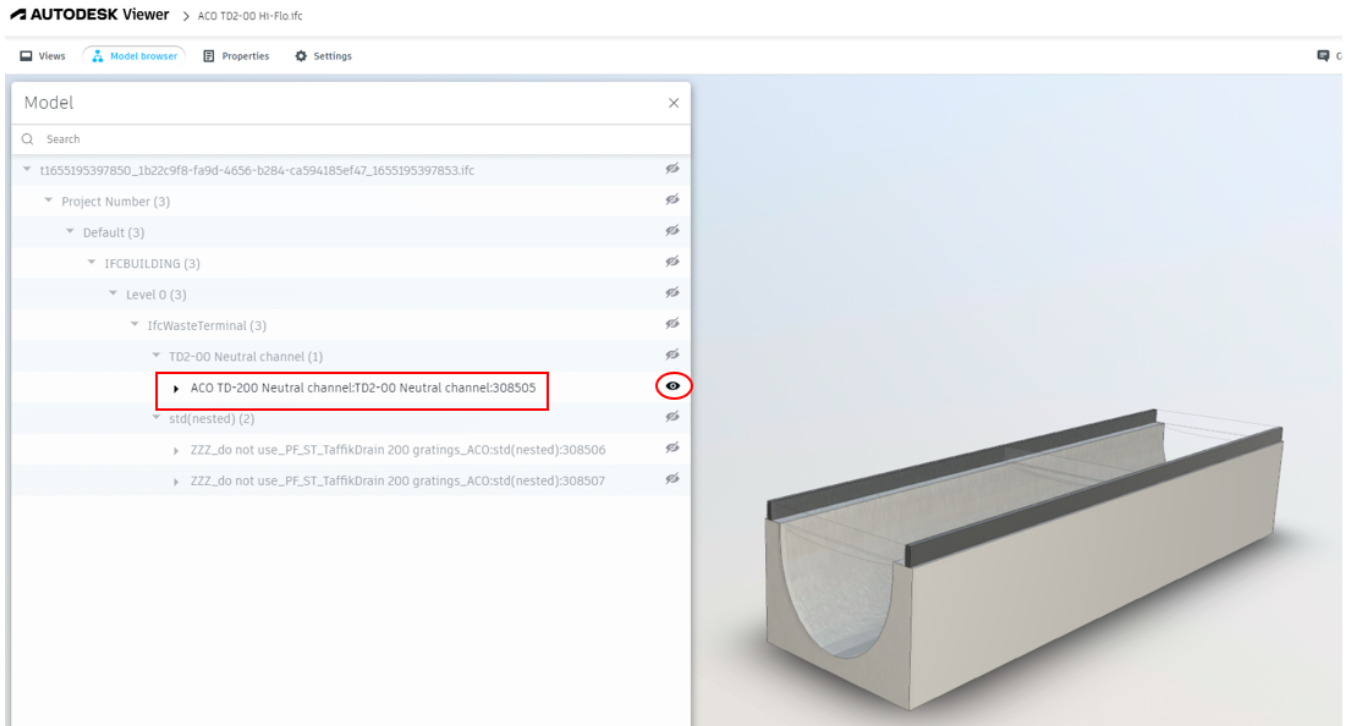 AUTODESK Viewer > ACO TD2-00 Hi-Flo.ifc
Views Model browser Properties Settings
Model
Search
t1655195397850_1b22c9f8-fa9d-4656-b284-ca594185ef47_1655195397853.ifc
Project Number (3)
Default (3)
IFCBUILDING (3)
Level 0 (3)
IfcWasteTerminal (3)
TD2-00 Neutral channel (1)
ACO TD-200 Neutral channel:TD2-00 Neutral channel:308505
std(nested) (2)
ZZZ_do not use_PF_ST_TaffikDrain 200 gratings_ACO:std(nested):308506
ZZZ_do not use_PF_ST_TaffikDrain 200 gratings_ACO:std(nested):308507